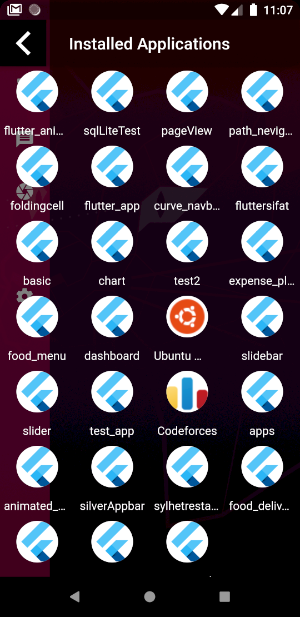 11:07
Installed Applications
flutter_ani...
sqlLiteTest
pageView
path_nevig...
foldingcell
flutter_app
curve_navb...
fluttersifat
basic
chart
test2
expense_pl...
food_menu
dashboard
Ubuntu ...
slidebar
slider
test_app
Codeforces
apps
animated_...
silverAppbar
sylhetresta...
food_deliv...